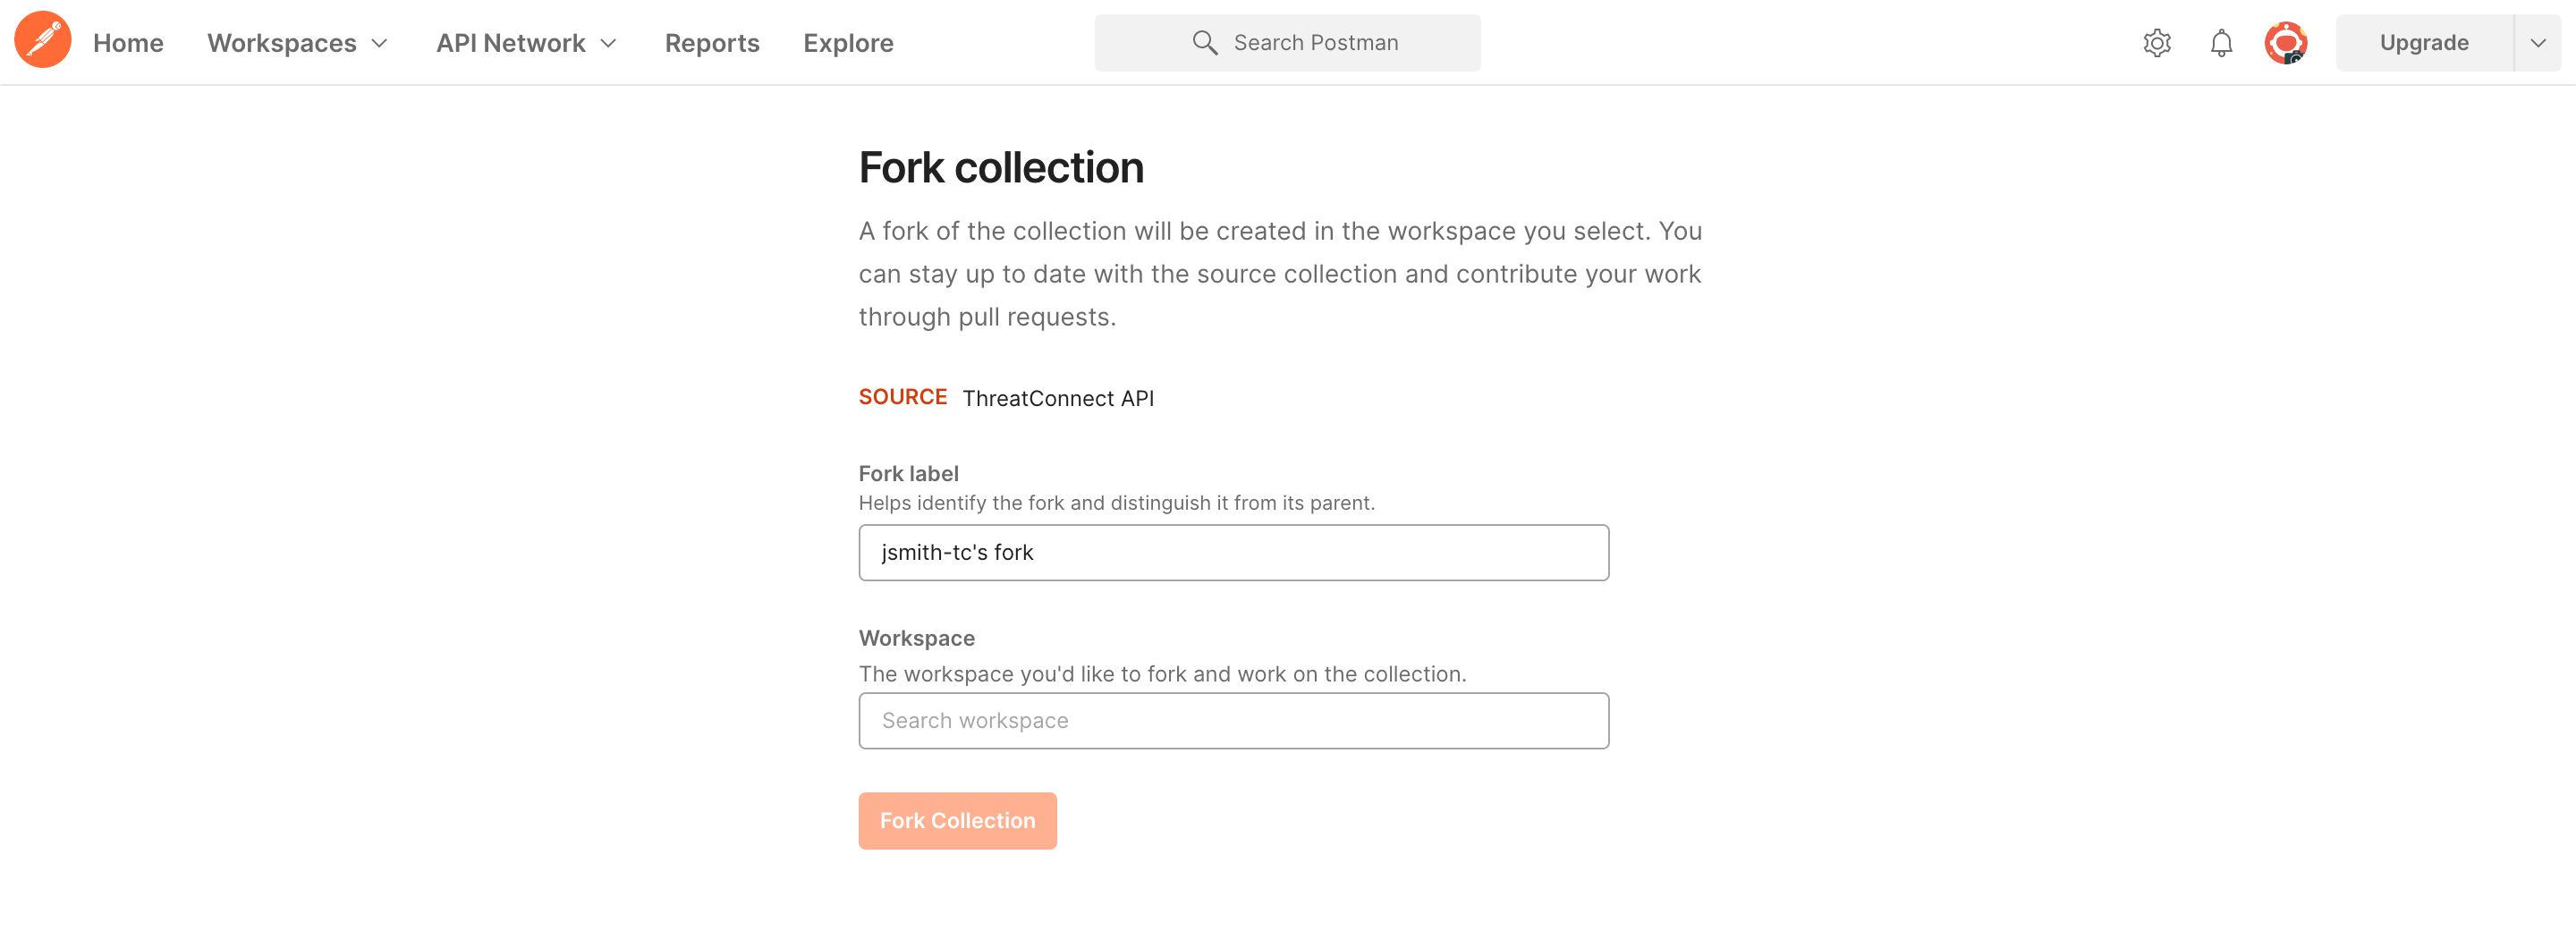 Home Workspaces API Network Reports Explore Search Postman Upgrade
Fork collection
A fork of the collection will be created in the workspace you select. You
can stay up to date with the source collection and contribute your work
through pull requests.
SOURCE ThreatConnect API
Fork label
Helps identify the fork and distinguish it from its parent.
jsmith-tc's fork
Workspace
The workspace you'd like to fork and work on the collection.
Search workspace
Fork Collection